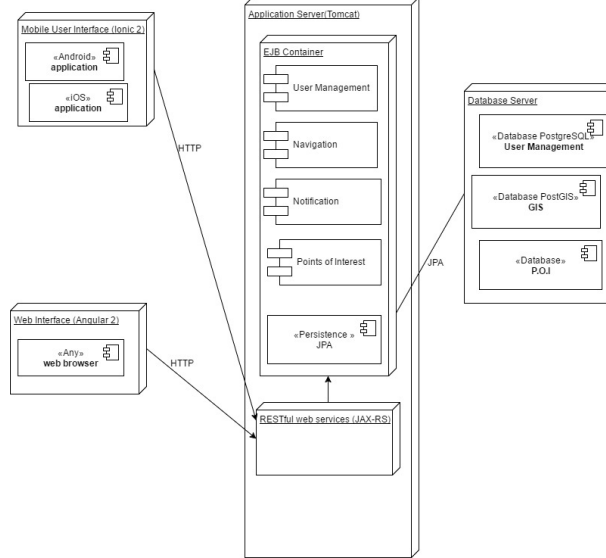 Mobile User Interface (Ionic 2)
«Android»
application
«iOS»
application
HTTP
Web Interface (Angular 2)
«Any»
web browser
HTTP
Application Server(Tomcat)
EJB Container
User Management
Navigation
Notification
Points of Interest
«Persistence »
JPA
RESTful web services (JAX-RS)
JPA
Database Server
«Database PostgreSQL»
User Management
«Database PostGIS»
GIS
«Database»
P.O.I